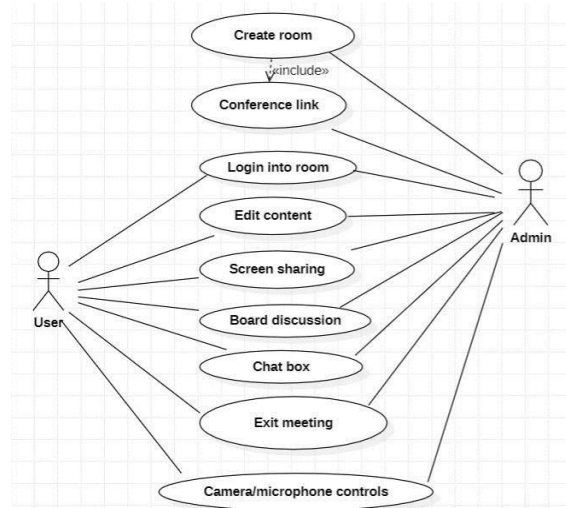 Create room
«include»
Conference link
Login into room
Edit content
Admin
Screen sharing
User
Board discussion
Chat box
Exit meeting
Camera/microphone controls